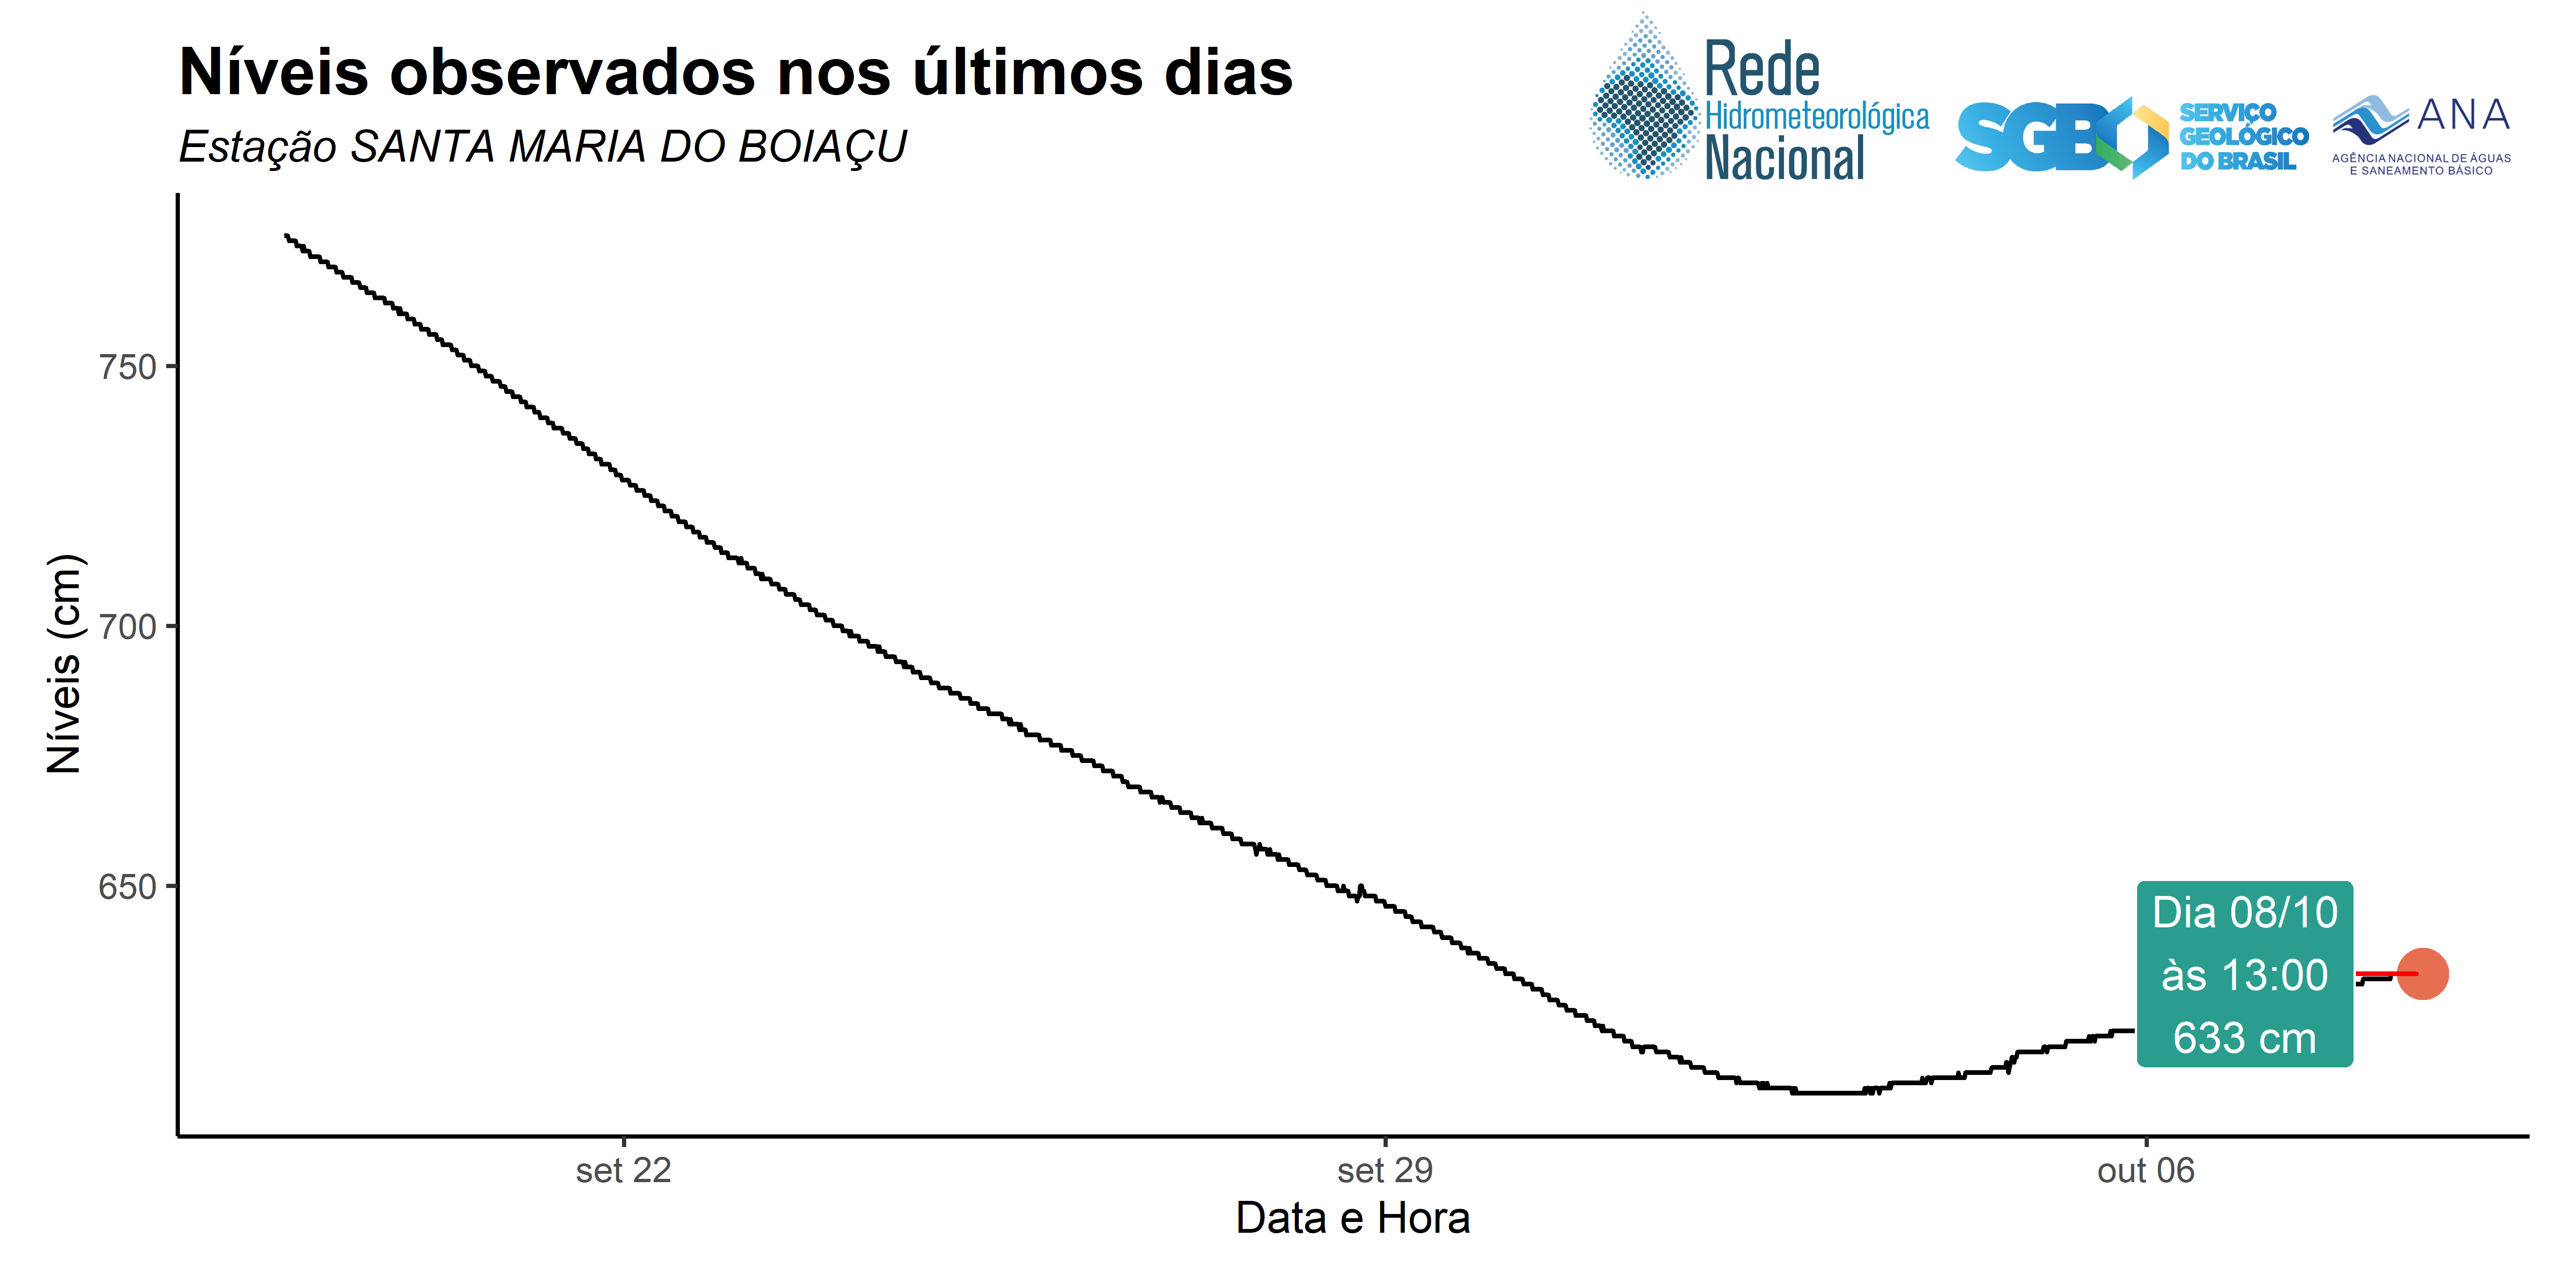 Níveis observados nos últimos dias
Estação SANTA MARIA DO BOIAÇU
Rede
Hidrometeorológica
Nacional
SGB
SERVIÇO
GEOLÓGICO
DO BRASIL
ANA
AGÊNCIA NACIONAL DE ÁGUAS
E SANEAMENTO BÁSICO
Níveis (cm)
750
700
650
Dia 08/10
às 13:00
633 cm
set 22
set 29
out 06
Data e Hora